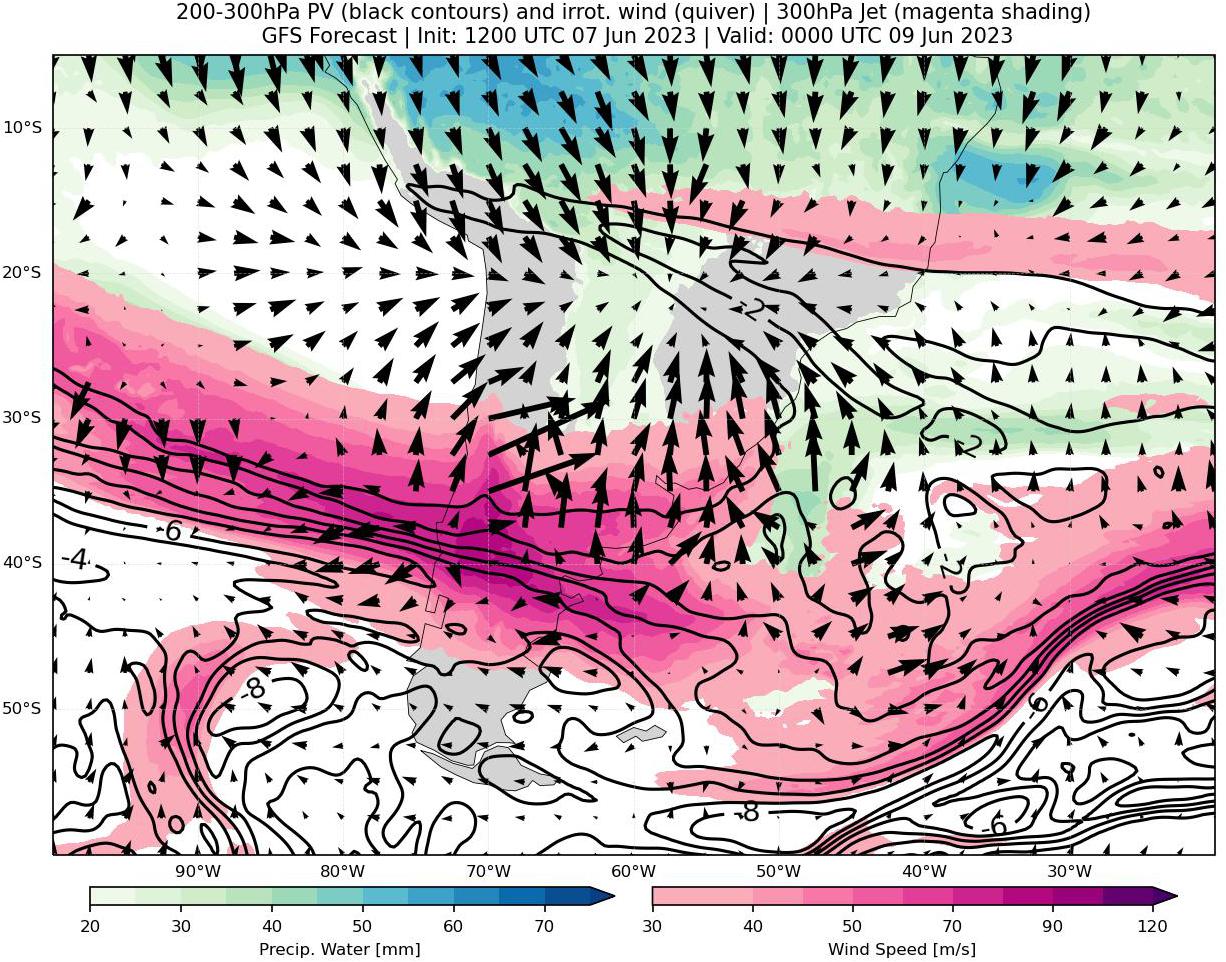 200-300hPa PV (black contours) and irrot. wind (quiver) | 300hPa Jet (magenta shading)
GFS Forecast | Init: 1200 UTC 07 Jun 2023 | Valid: 0000 UTC 09 Jun 2023
10°S
20°S
-2
30°S
-2
-6
-4
40°S
-2
-8
-6
50°S
-8
-6
90°W 80°W 70°W 60°W 50°W 40°W 30°W
20 30 40 50 60 70 30 40 50 70 90 120
Precip. Water [mm] Wind Speed [m/s]